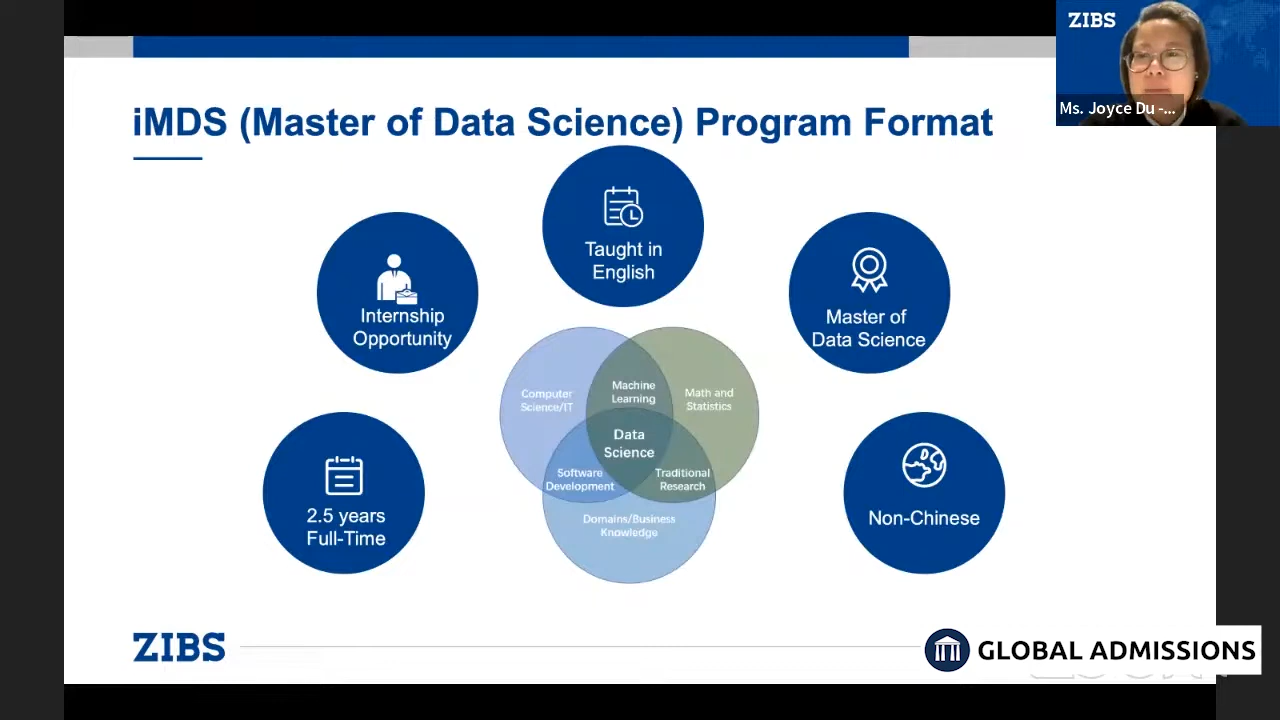 ZIBS
Ms. Joyce Du -...
iMDS (Master of Data Science) Program Format
Taught in
English
Internship
Opportunity
Master of
Data Science
2.5 years
Full-Time
Non-Chinese
Computer
Science/IT
Machine
Learning
Math and
Statistics
Data
Science
Software
Development
Traditional
Research
Domains/Business
Knowledge
ZIBS
GLOBAL ADMISSIONS